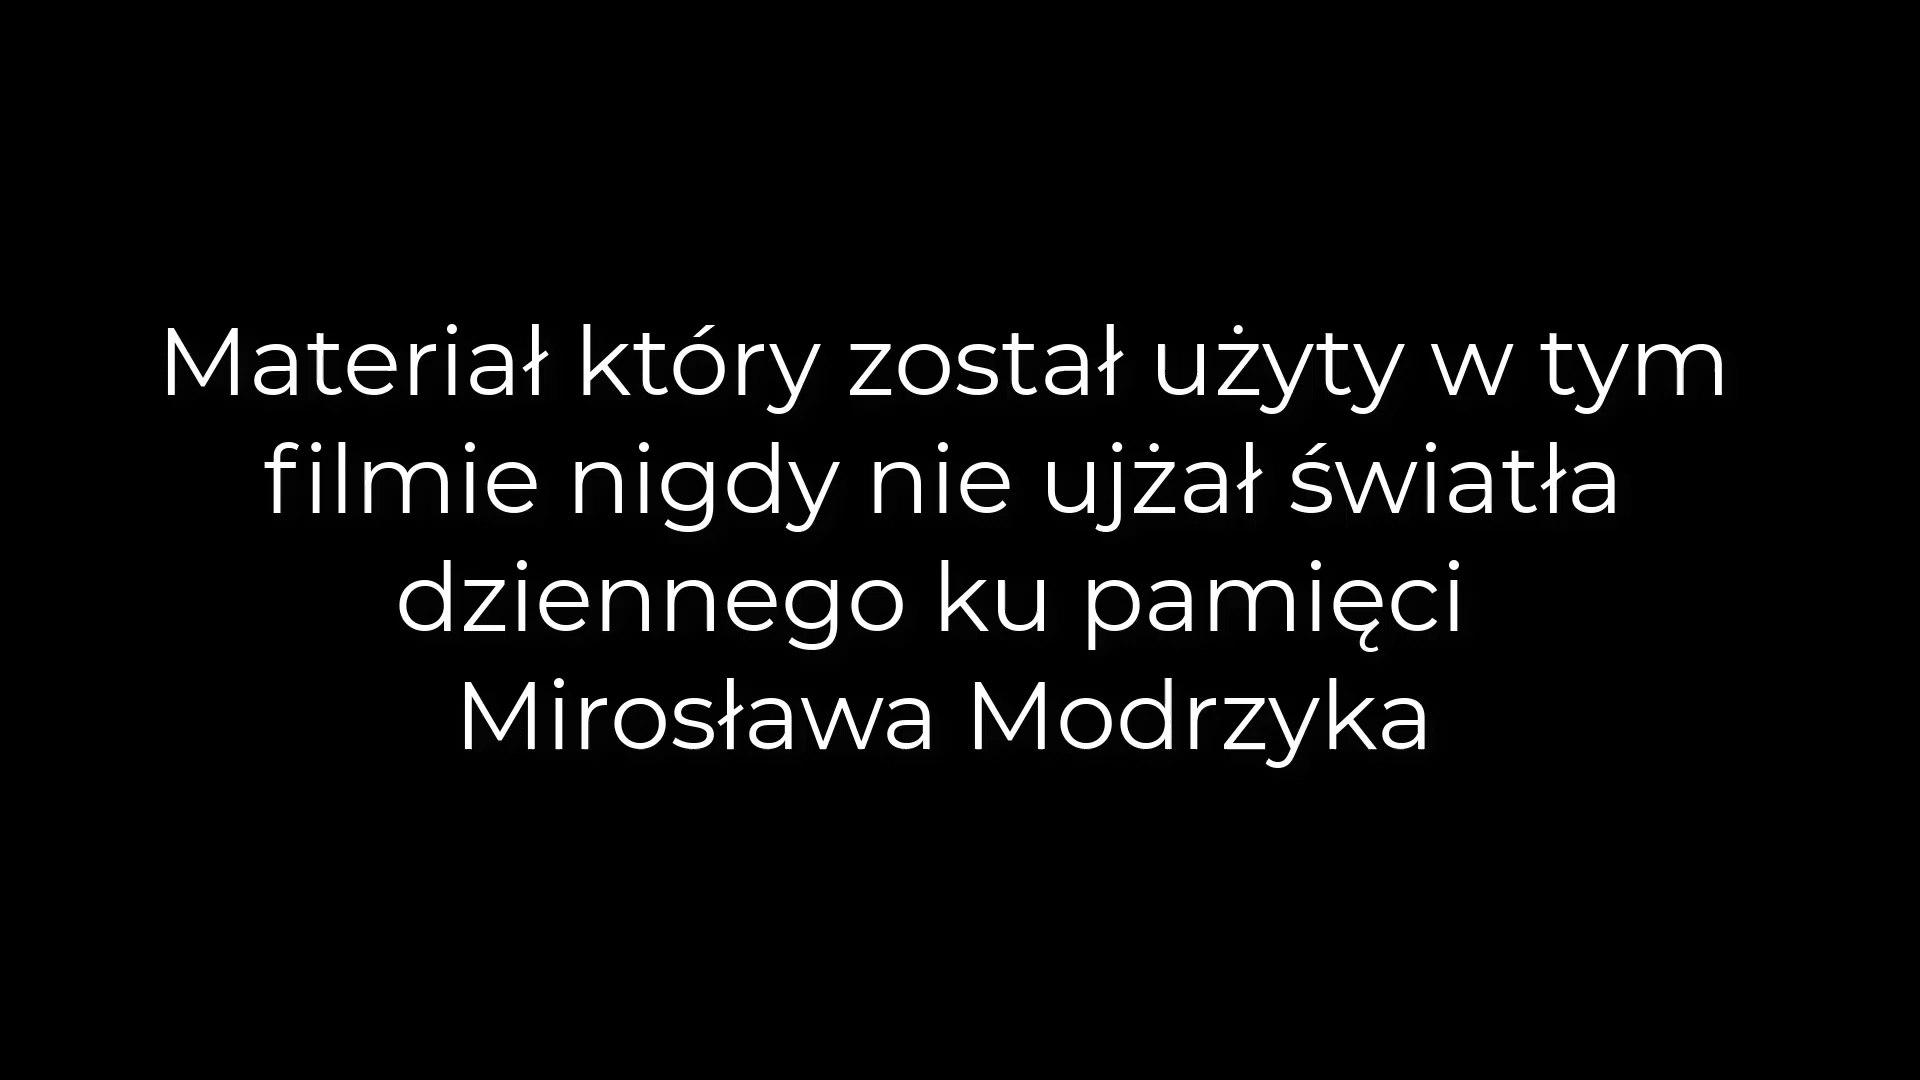 Materiał który został użyty w tym
filmie nigdy nie ujżał światła
dziennego ku pamięci
Mirosława Modrzyka